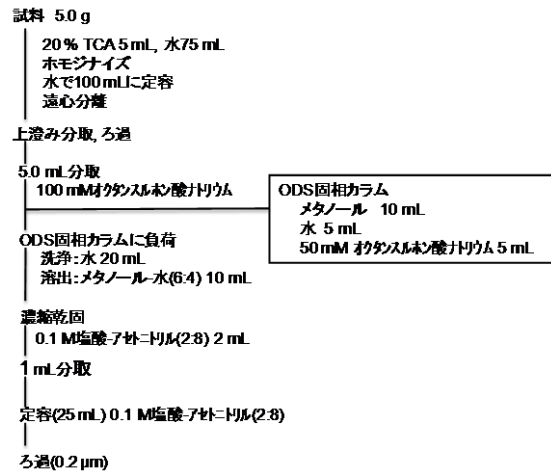 試料 5.0 g
20% TCA 5 mL, 水75 mL
ホモジナイズ
水で100 mLに定容
遠心分離
上澄み分取, ろ過
5.0 mL分取
100 mMオクタンスルホン酸ナトリウム
ODS固相カラム
メタノール 10 mL
水 5 mL
50 mM オクタンスルホン酸ナトリウム 5 mL
ODS固相カラムに負荷
洗浄:水 20 mL
溶出:メタノール-水(6:4) 10 mL
濃縮乾固
0.1 M塩酸-アセトニトリル(2:8) 2 mL
1 mL分取
定容(25 mL) 0.1 M塩酸-アセトニトリル(2:8)
ろ過(0.2 μm)